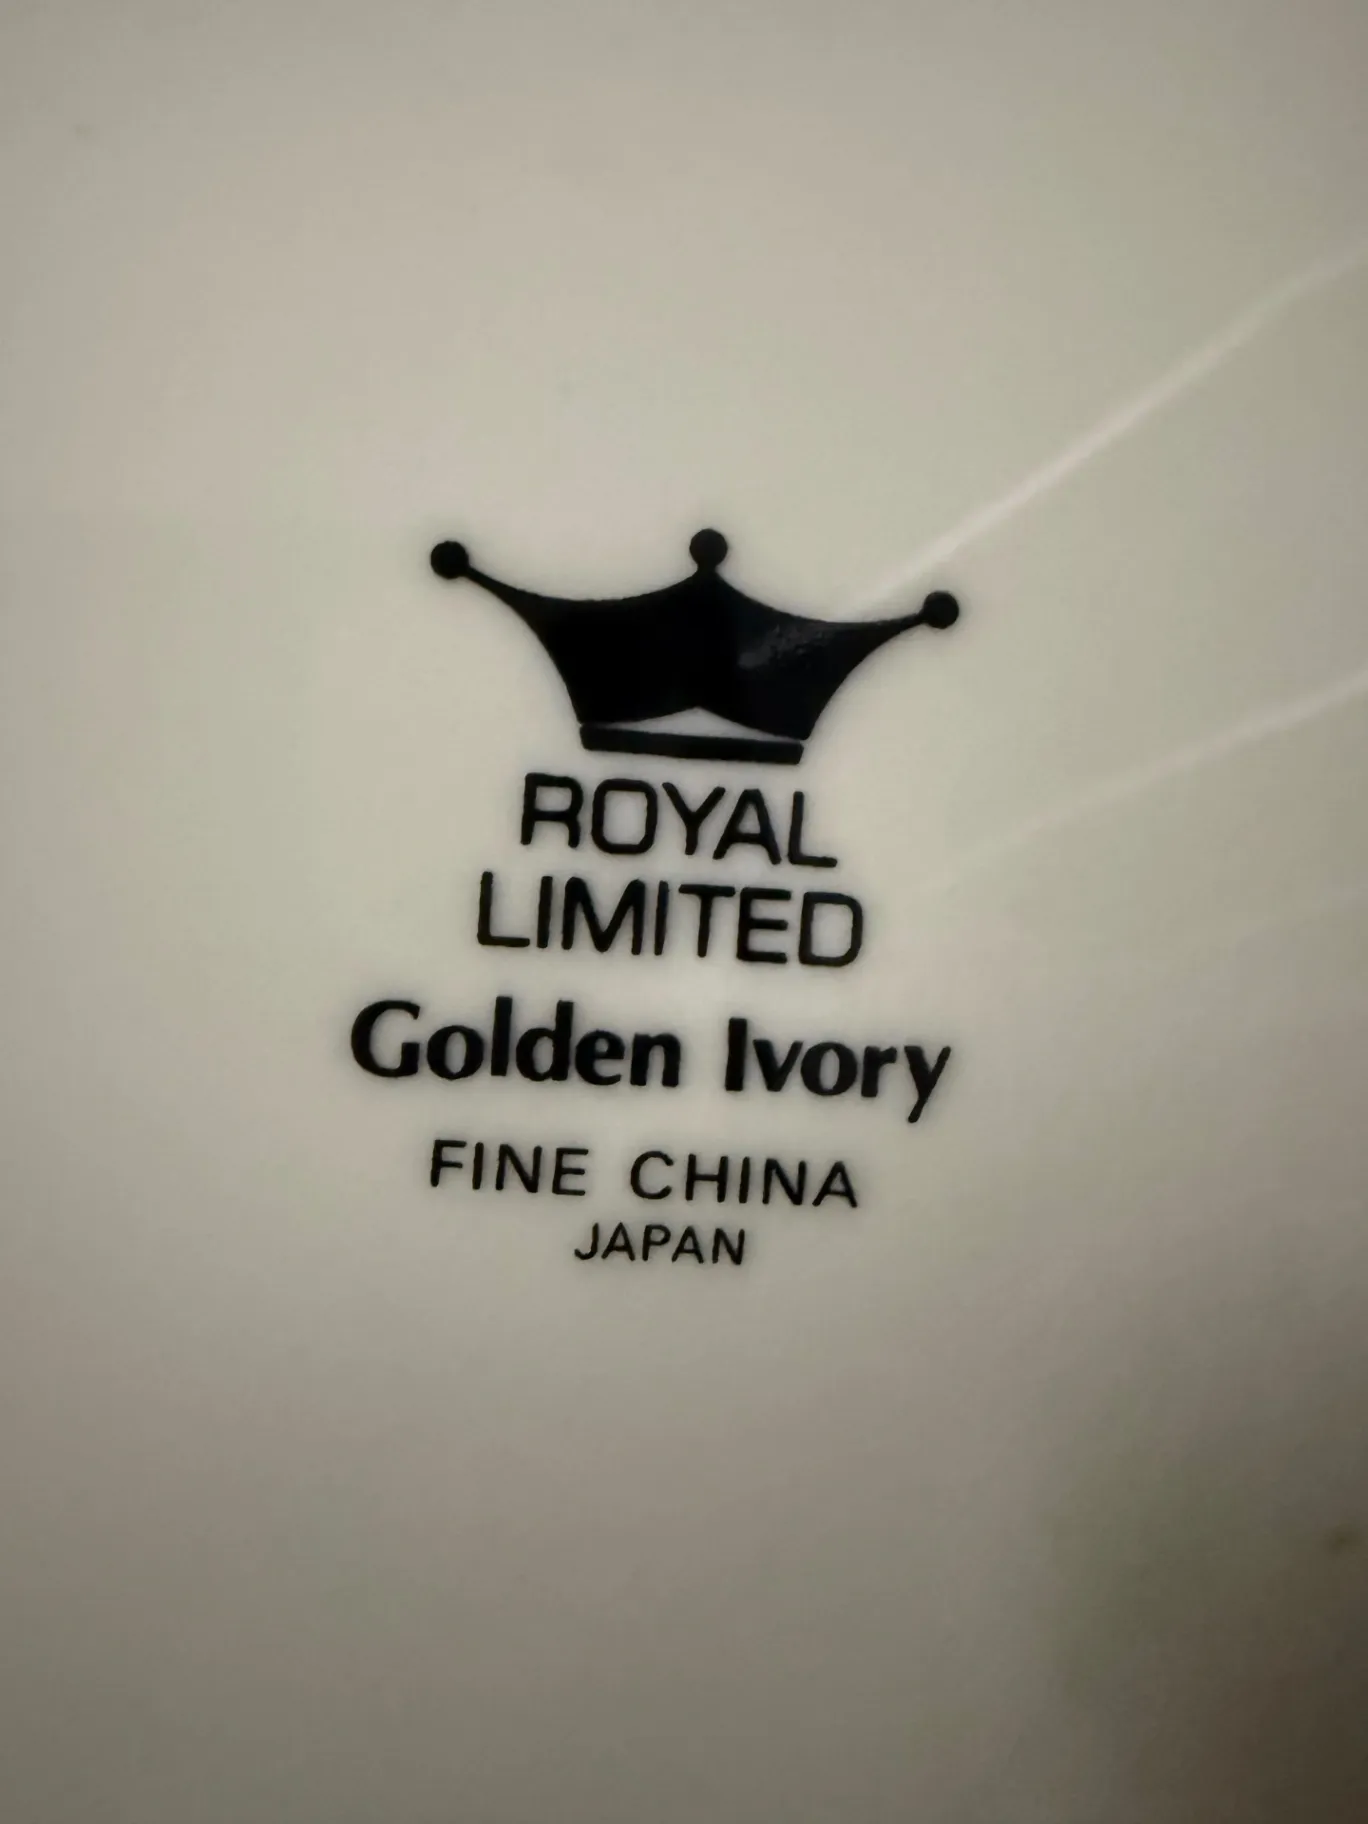 ROYAL
LIMITED
Golden Ivory
FINE CHINA
JAPAN